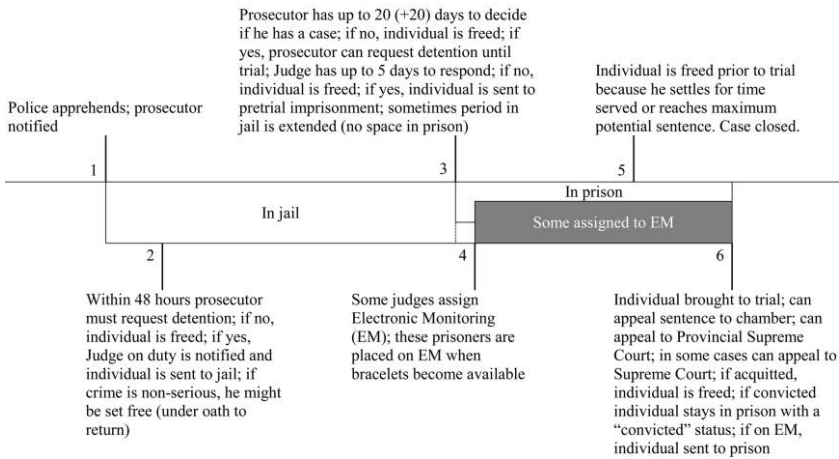 Police apprehends; prosecutor
notified
1
Prosecutor has up to 20 (+20) days to decide
if he has a case; if no, individual is freed; if
yes, prosecutor can request detention until
trial; Judge has up to 5 days to respond; if no,
individual is freed; if yes, individual is sent to
pretrial imprisonment; sometimes period in
jail is extended (no space in prison)
3
Individual is freed prior to trial
because he settles for time
served or reaches maximum
potential sentence. Case closed.
5
In jail
In prison
Some assigned to EM
2
Within 48 hours prosecutor
must request detention; if no,
individual is freed; if yes,
Judge on duty is notified and
individual is sent to jail; if
crime is non-serious, he might
be set free (under oath to
return)
4
Some judges assign
Electronic Monitoring
(EM); these prisoners are
placed on EM when
bracelets become available
6
Individual brought to trial; can
appeal sentence to chamber; can
appeal to Provincial Supreme
Court; in some cases can appeal to
Supreme Court; if acquitted,
individual is freed; if convicted
individual stays in prison with a
“convicted” status; if on EM,
individual sent to prison